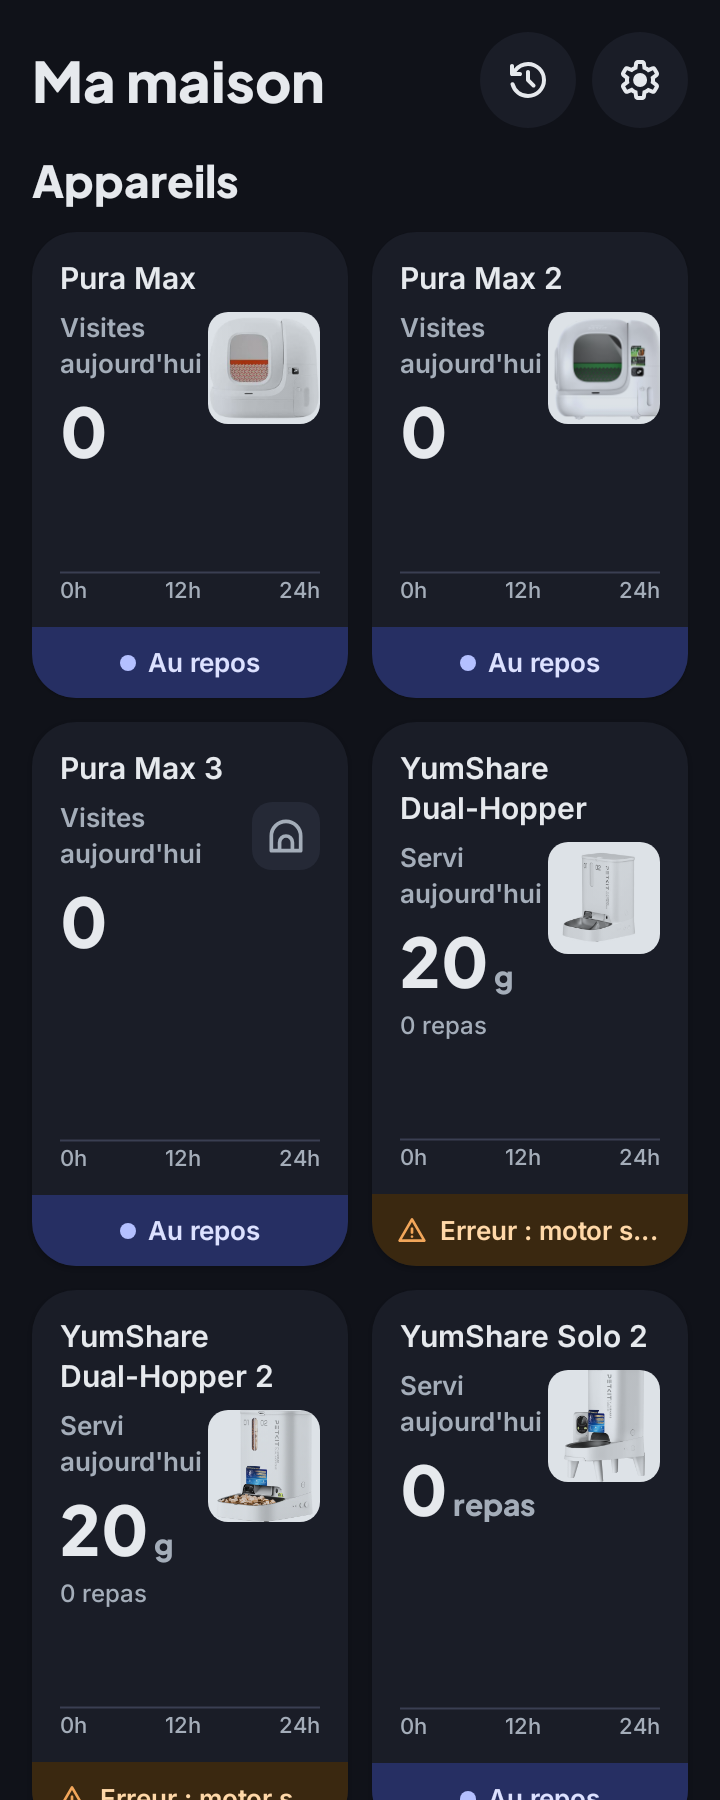 Ma maison
Appareils
Pura Max
Visites
aujourd'hui
0
0h 12h 24h
Au repos
Pura Max 2
Visites
aujourd'hui
0
0h 12h 24h
Au repos
Pura Max 3
Visites
aujourd'hui
0
0h 12h 24h
Au repos
YumShare
Dual-Hopper
Servi
aujourd'hui
20 g
0 repas
0h 12h 24h
Erreur : motor s...
YumShare
Dual-Hopper 2
Servi
aujourd'hui
20 g
0 repas
0h 12h 24h
Erreur : motor s...
YumShare Solo 2
Servi
aujourd'hui
0 repas
0h 12h 24h
Au repos